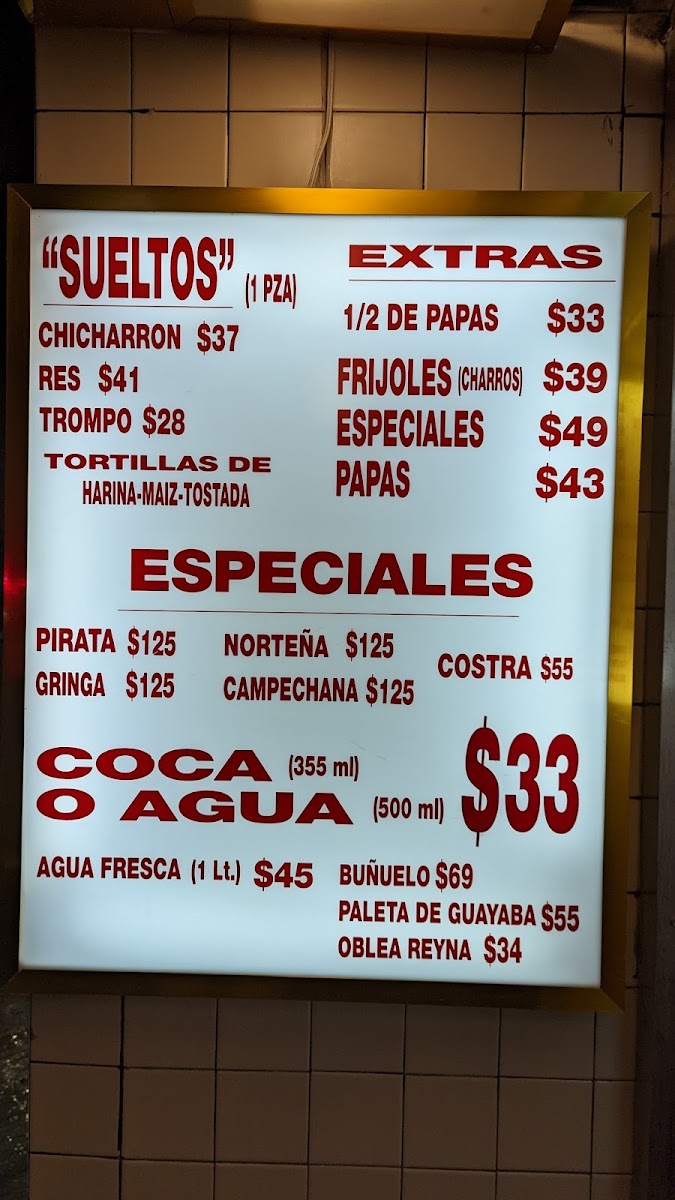 “SUELTOS” (1 PZA)
CHICHARRON $37
RES $41
TROMPO $28
TORTILLAS DE
HARINA-MAIZ-TOSTADA
EXTRAS
1/2 DE PAPAS $33
FRIJOLES (CHARROS) $39
ESPECIALES $49
PAPAS $43
ESPECIALES
PIRATA $125
GRINGA $125
NORTEÑA $125
CAMPECHANA $125
COSTRA $55
COCA (355 ml)
O AGUA (500 ml)
$33
AGUA FRESCA (1 Lt.) $45
BUÑUELO $69
PALETA DE GUAYABA $55
OBLEA REYNA $34